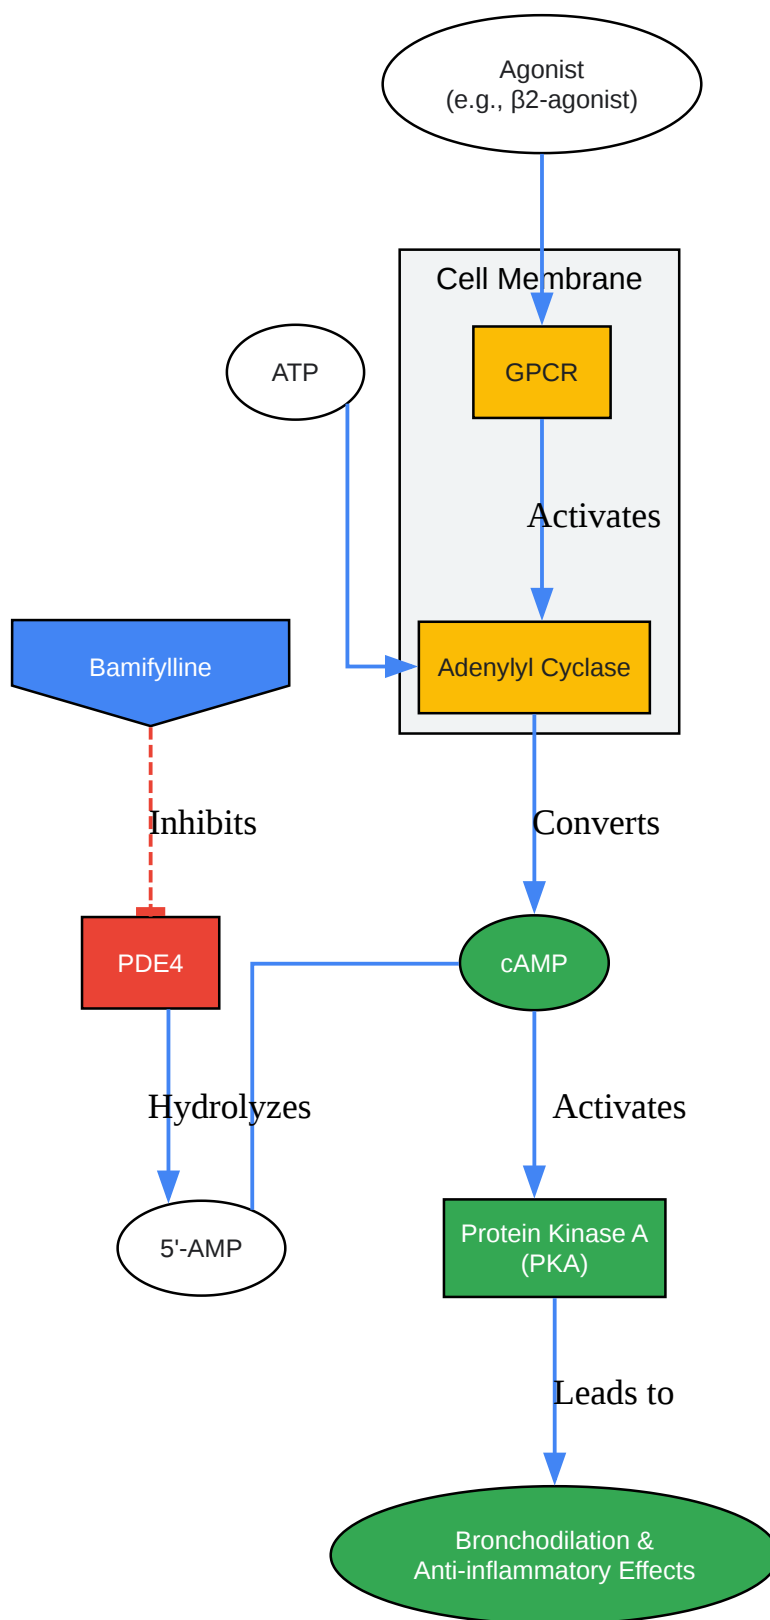 Agonist
(e.g., β2-agonist)
Cell Membrane
ATP
GPCR
Activates
Bamifylline
Adenylyl Cyclase
Inhibits
Converts
PDE4
cAMP
Hydrolyzes
Activates
5'-AMP
Protein Kinase A
(PKA)
Leads to
Bronchodilation &
Anti-inflammatory Effects